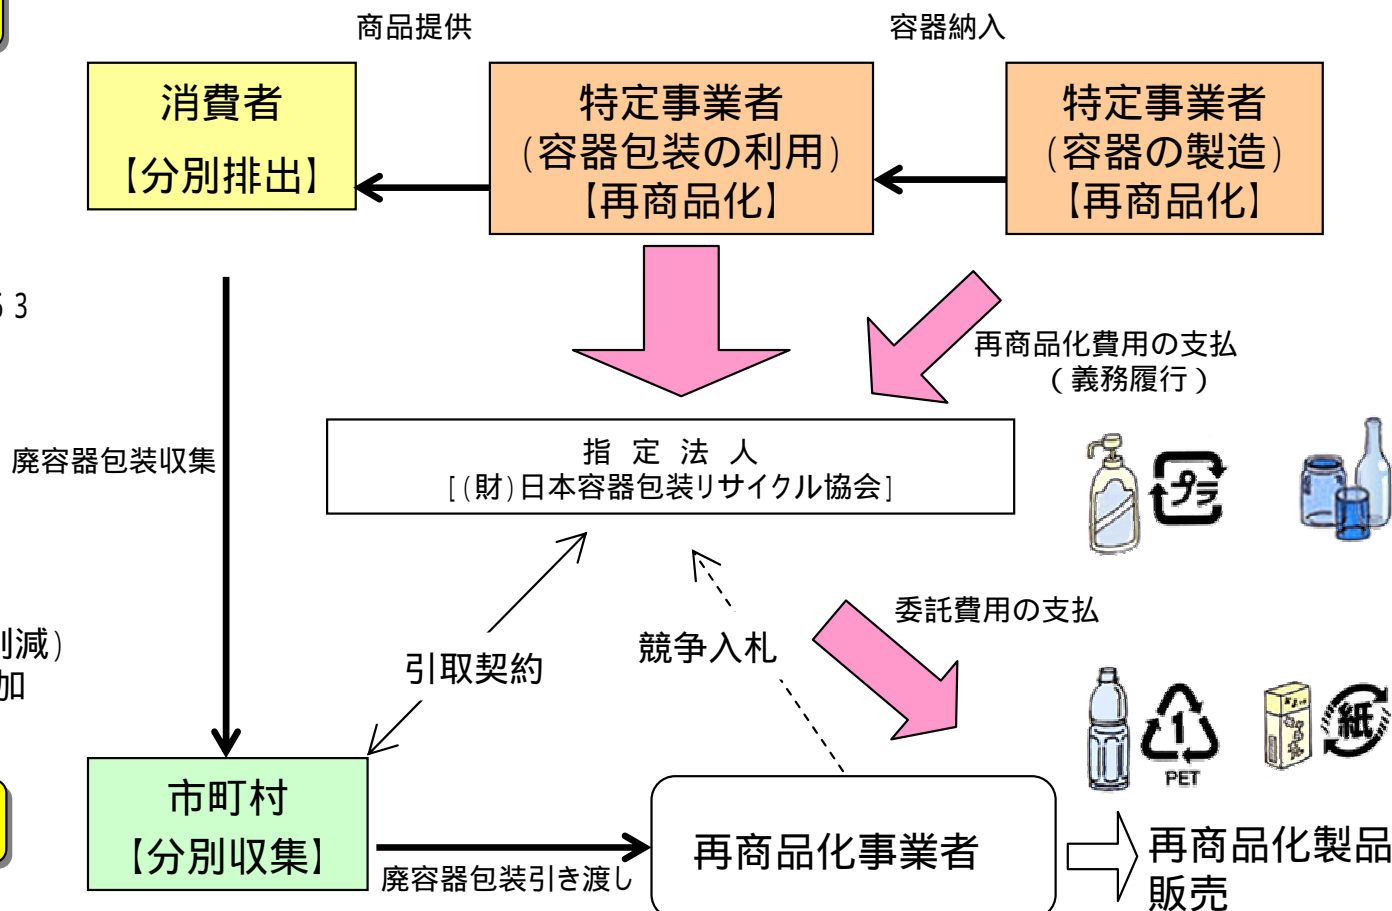 商品提供
容器納入
消費者
【分別排出】
特定事業者
(容器包装の利用)
【再商品化】
特定事業者
(容器の製造)
【再商品化】
3
再商品化費用の支払
(義務履行)
廃容器包装収集
指定法人
[(財)日本容器包装リサイクル協会]
プラ
委託費用の支払
削減)
加
引取契約
競争入札
1
PET
紙
市町村
【分別収集】
廃容器包装引き渡し
再商品化事業者
再商品化製品
販売